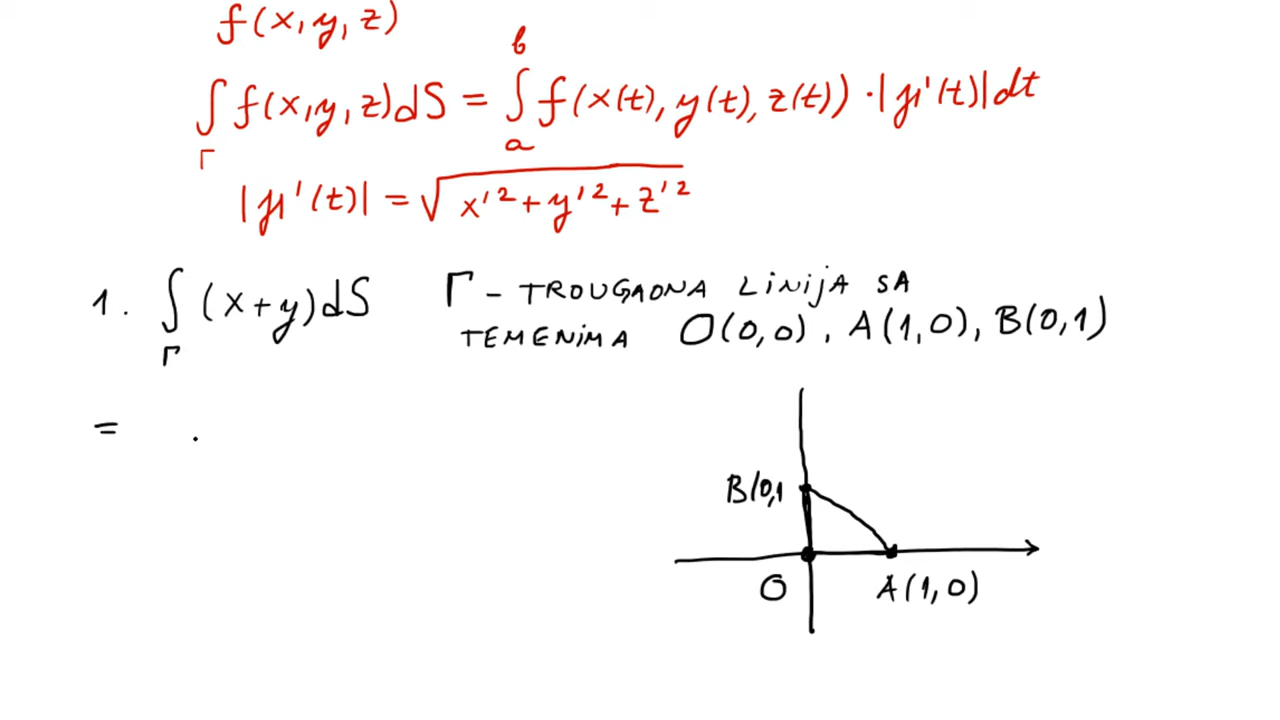 f(x,y,z)
∫_Γ f(x,y,z)dS = ∫_a^b f(x(t),y(t),z(t))·|γ'(t)|dt
|γ'(t)| = √(x'² + y'² + z'²)
1. ∫_Γ (x+y)dS Γ - TROUGAONA LINIJA SA
TEMENIMA O(0,0), A(1,0), B(0,1)
= .
B(0,1
O A(1,0)